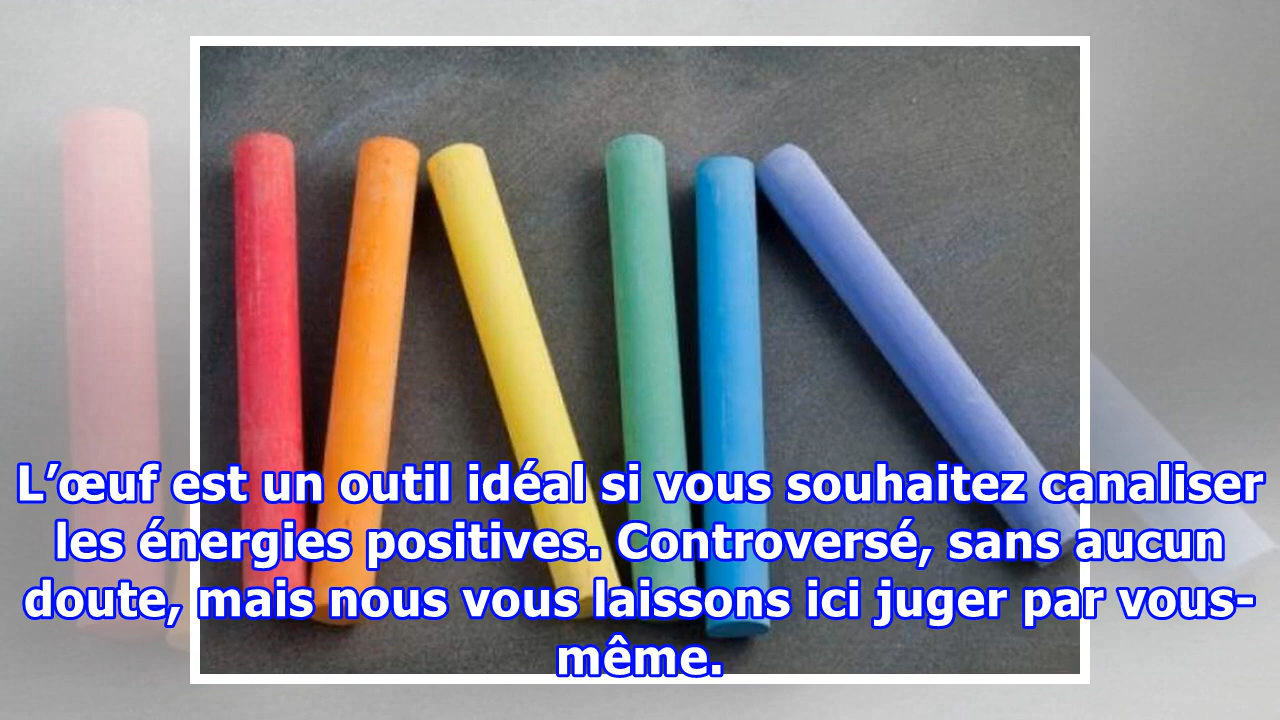 L’œuf est un outil idéal si vous souhaitez canaliser
les énergies positives. Controversé, sans aucun
doute, mais nous vous laissons ici juger par vous-
même.